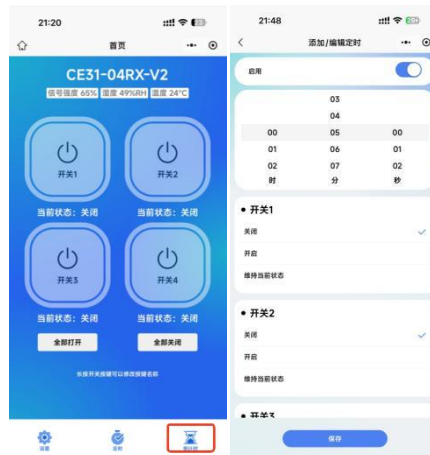 21:20
首页
CE31-04RX-V2
信号强度 65% 湿度 49%RH 温度 24°C
开关1
开关2
当前状态：关闭
当前状态：关闭
开关3
开关4
当前状态：关闭
当前状态：关闭
全部打开
全部关闭
长按开关按键可以修改按键名称
设置
定时
倒计时
21:48
添加/编辑定时
启用
03
04
00 05 00
01 06 01
02 07 02
时 分 秒
• 开关1
关闭
开启
维持当前状态
• 开关2
关闭
开启
维持当前状态
• 开关3
保存